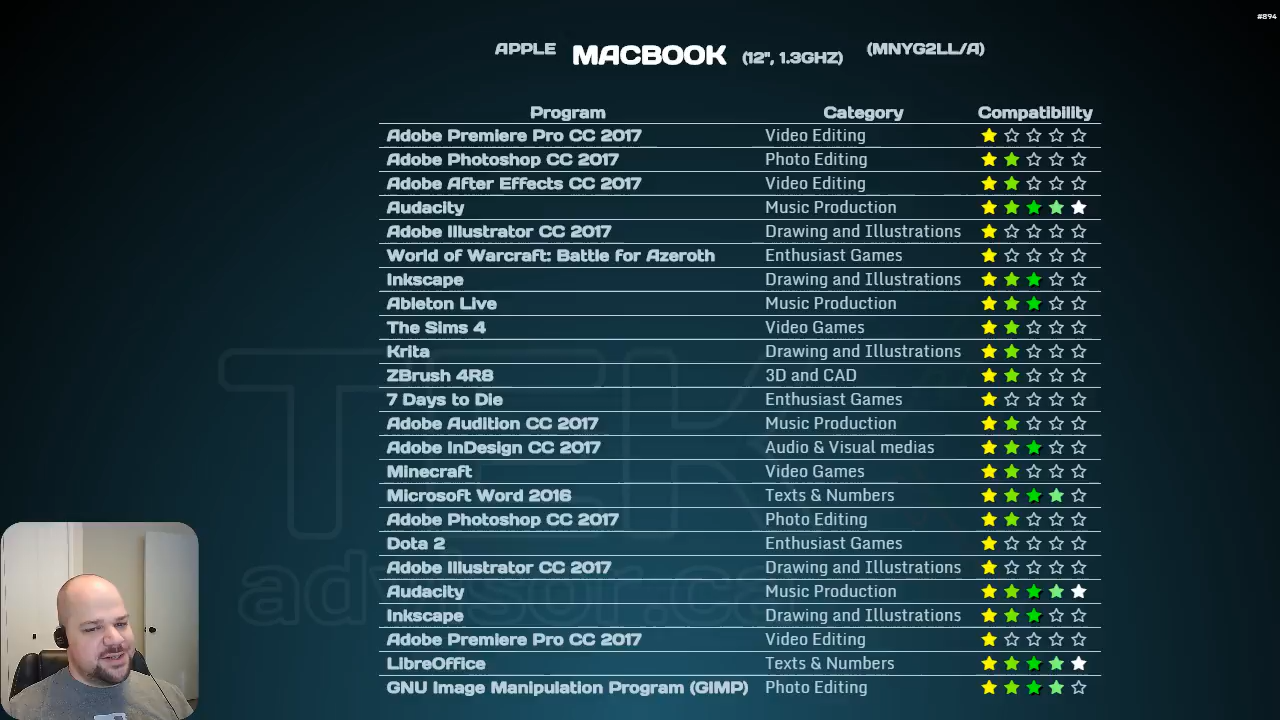 #894
APPLE MACBOOK (12", 1.3GHZ) (MNYG2LL/A)
Program Category Compatibility
Adobe Premiere Pro CC 2017 Video Editing
Adobe Photoshop CC 2017 Photo Editing
Adobe After Effects CC 2017 Video Editing
Audacity Music Production
Adobe Illustrator CC 2017 Drawing and Illustrations
World of Warcraft: Battle for Azeroth Enthusiast Games
Inkscape Drawing and Illustrations
Ableton Live Music Production
The Sims 4 Video Games
Krita Drawing and Illustrations
ZBrush 4R8 3D and CAD
7 Days to Die Enthusiast Games
Adobe Audition CC 2017 Music Production
Adobe InDesign CC 2017 Audio & Visual medias
Minecraft Video Games
Microsoft Word 2016 Texts & Numbers
Adobe Photoshop CC 2017 Photo Editing
Dota 2 Enthusiast Games
Adobe Illustrator CC 2017 Drawing and Illustrations
Audacity Music Production
Inkscape Drawing and Illustrations
Adobe Premiere Pro CC 2017 Video Editing
LibreOffice Texts & Numbers
GNU Image Manipulation Program (GIMP) Photo Editing
TEK
advisor.ca